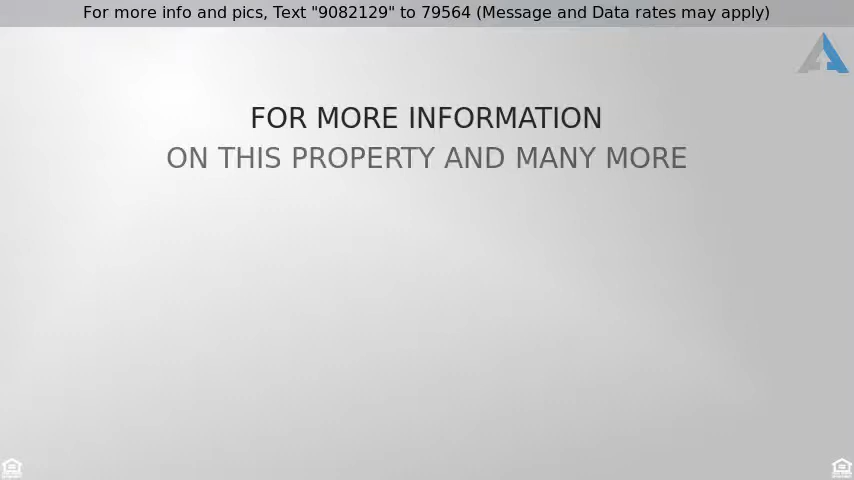 For more info and pics, Text "9082129" to 79564 (Message and Data rates may apply)
FOR MORE INFORMATION
ON THIS PROPERTY AND MANY MORE